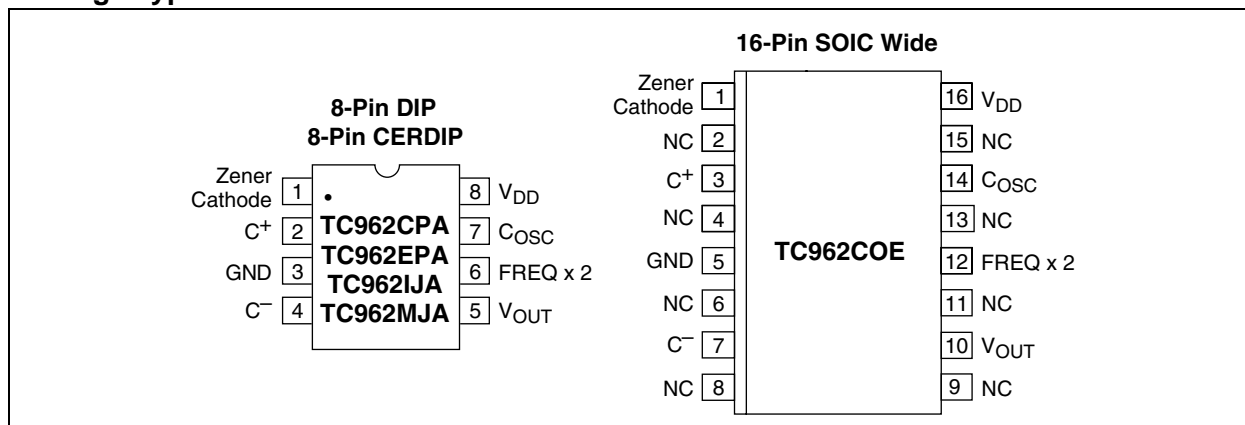 16-Pin SOIC Wide
8-Pin DIP
8-Pin CERDIP
Zener
Cathode 1
8 VDD
C+ 2
7 COSC
GND 3
6 FREQ x 2
C– 4
5 VOUT
TC962CPA
TC962EPA
TC962IJA
TC962MJA
Zener
Cathode 1
16 VDD
NC 2
15 NC
C+ 3
14 COSC
NC 4
13 NC
GND 5
TC962COE
12 FREQ x 2
NC 6
11 NC
C– 7
10 VOUT
NC 8
9 NC